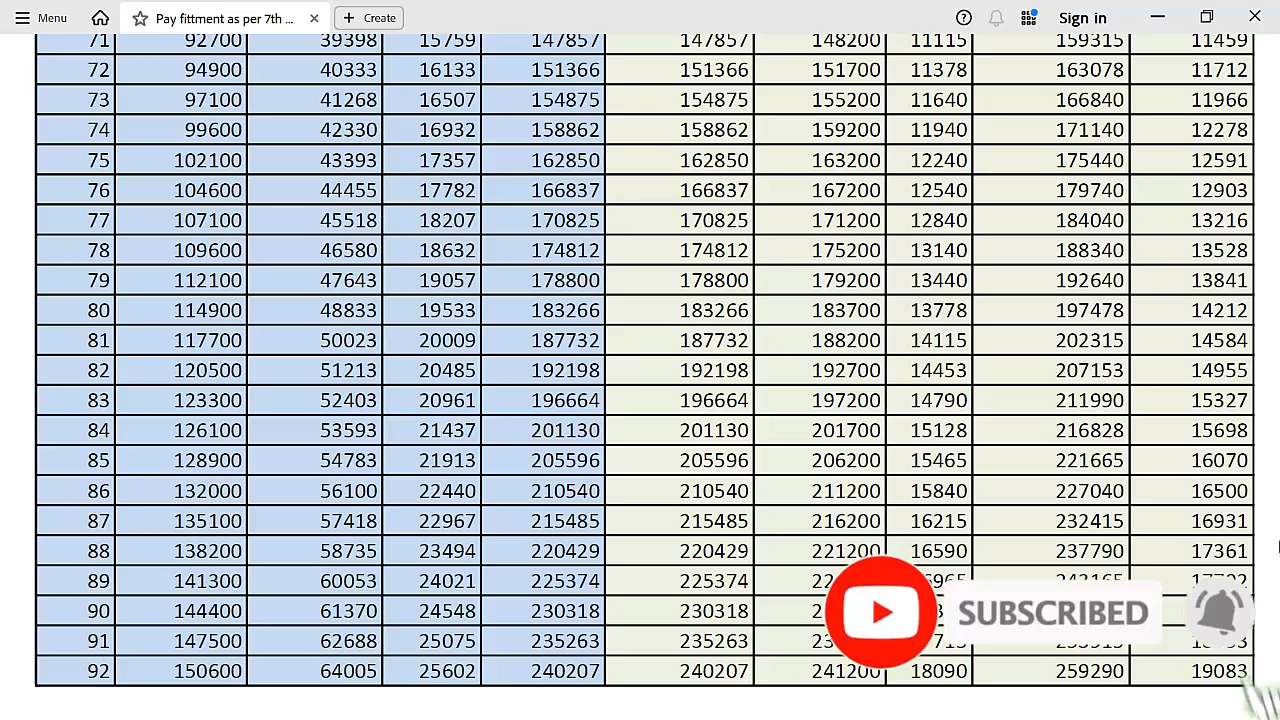 Menu Pay fittment as per 7th ... + Create Sign in
71 92700 39398 15759 147857 147857 148200 11115 159315 11459
72 94900 40333 16133 151366 151366 151700 11378 163078 11712
73 97100 41268 16507 154875 154875 155200 11640 166840 11966
74 99600 42330 16932 158862 158862 159200 11940 171140 12278
75 102100 43393 17357 162850 162850 163200 12240 175440 12591
76 104600 44455 17782 166837 166837 167200 12540 179740 12903
77 107100 45518 18207 170825 170825 171200 12840 184040 13216
78 109600 46580 18632 174812 174812 175200 13140 188340 13528
79 112100 47643 19057 178800 178800 179200 13440 192640 13841
80 114900 48833 19533 183266 183266 183700 13778 197478 14212
81 117700 50023 20009 187732 187732 188200 14115 202315 14584
82 120500 51213 20485 192198 192198 192700 14453 207153 14955
83 123300 52403 20961 196664 196664 197200 14790 211990 15327
84 126100 53593 21437 201130 201130 201700 15128 216828 15698
85 128900 54783 21913 205596 205596 206200 15465 221665 16070
86 132000 56100 22440 210540 210540 211200 15840 227040 16500
87 135100 57418 22967 215485 215485 216200 16215 232415 16931
88 138200 58735 23494 220429 220429 221200 16590 237790 17361
89 141300 60053 24021 225374 225374
90 144400 61370 24548 230318 230318
SUBSCRIBED
91 147500 62688 25075 235263 235263
92 150600 64005 25602 240207 240207 241200 18090 259290 19083